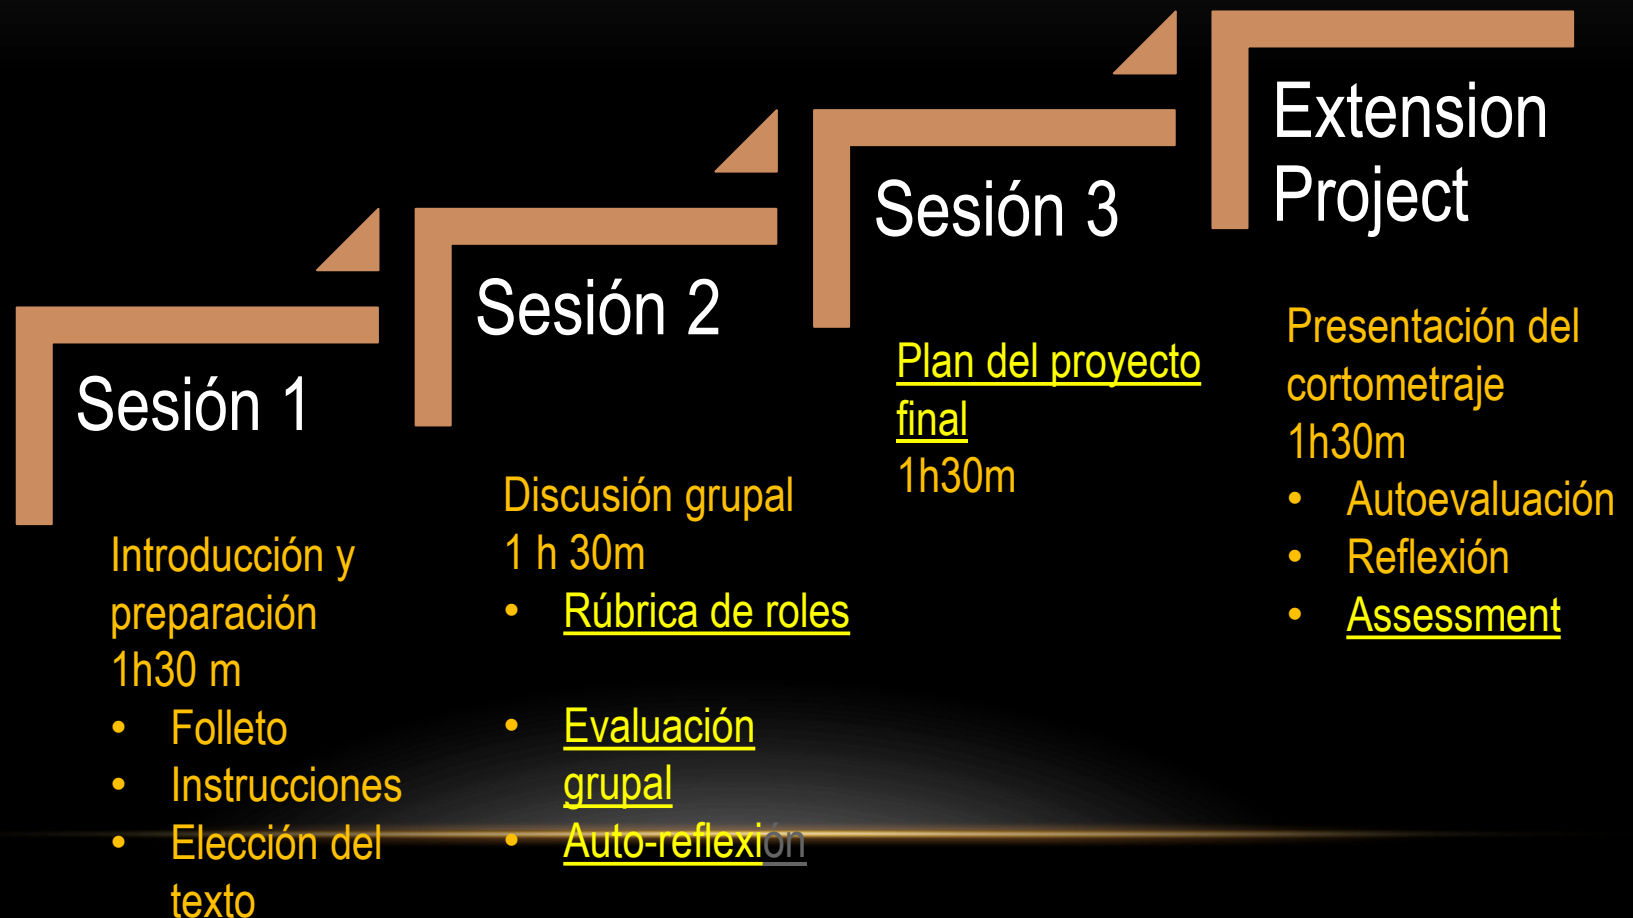 Sesión 1
Introducción y
preparación
1h30 m
• Folleto
• Instrucciones
• Elección del
texto
Sesión 2
Discusión grupal
1 h 30m
• Rúbrica de roles
• Evaluación
grupal
• Auto-reflexión
Sesión 3
Plan del proyecto
final
1h30m
Extension
Project
Presentación del
cortometraje
1h30m
• Autoevaluación
• Reflexión
• Assessment